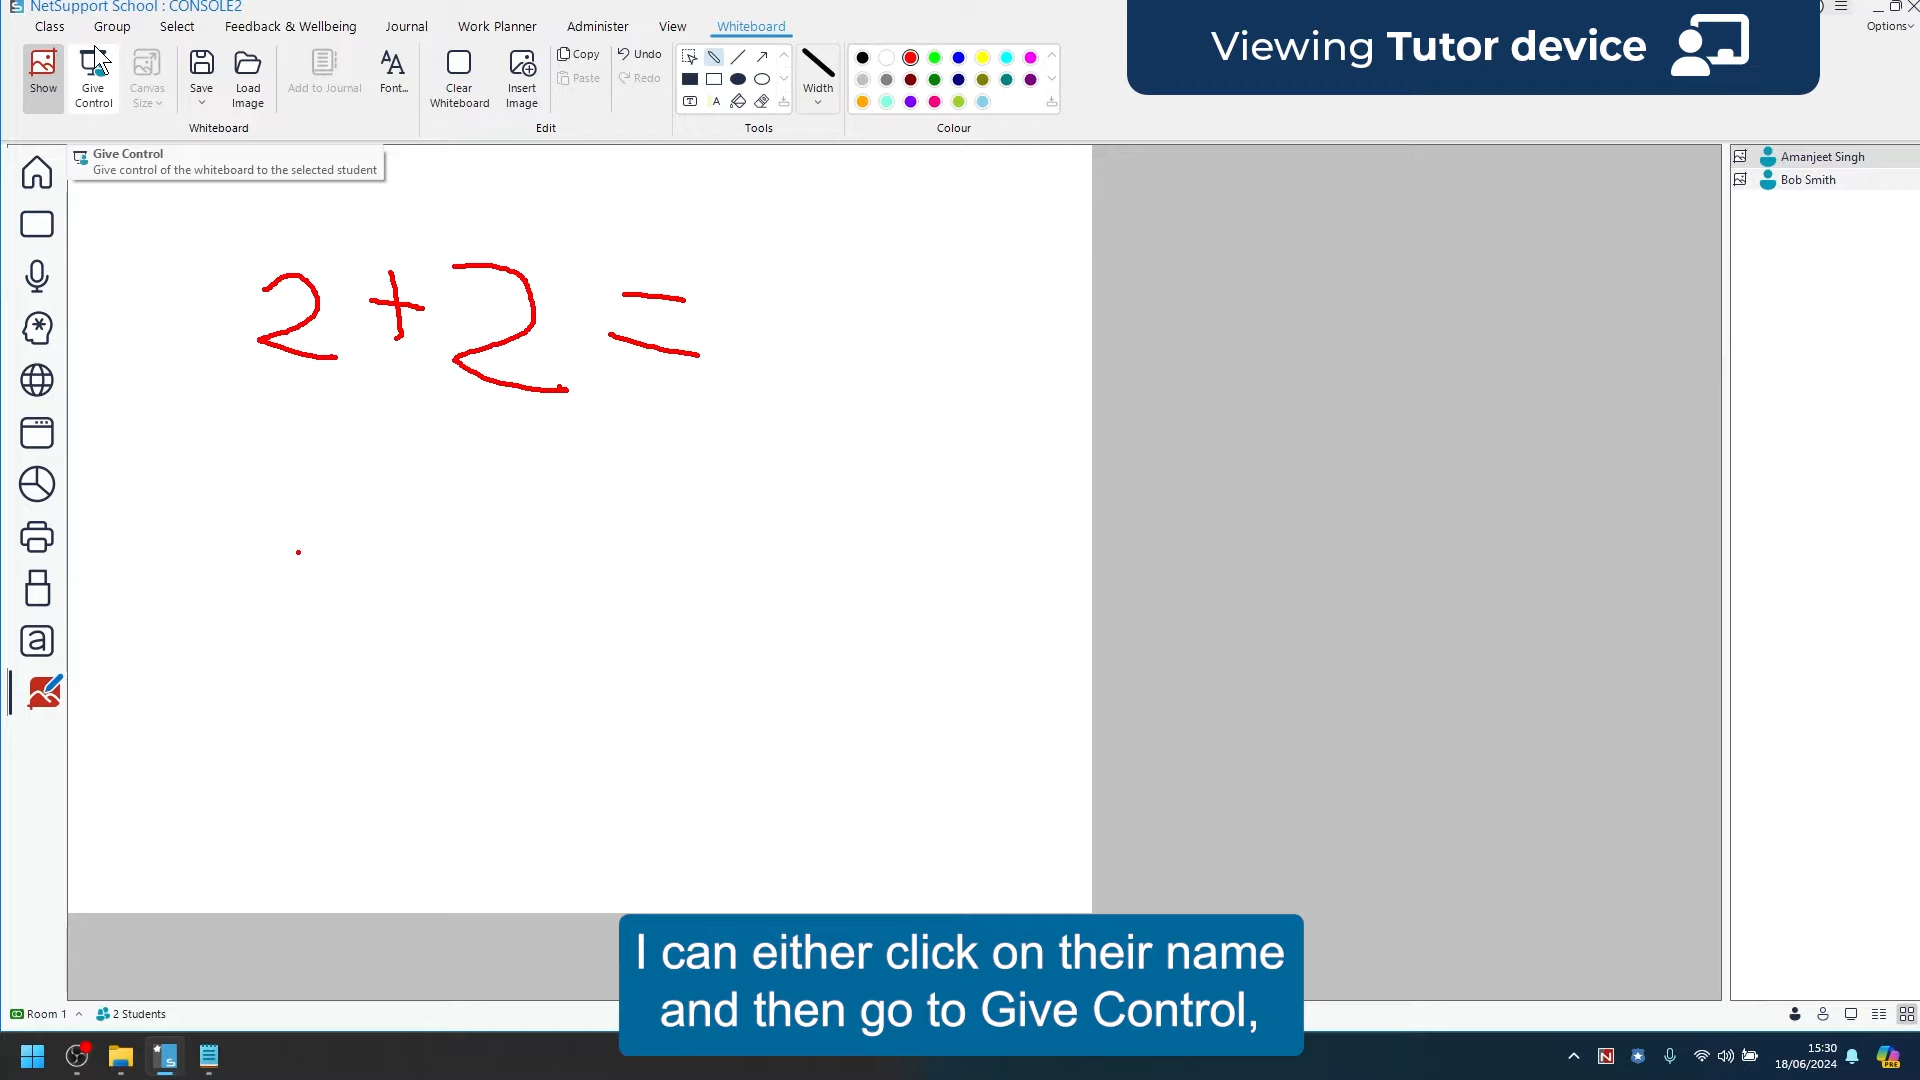 NetSupport School : CONSOLE2
Class Group Select Feedback & Wellbeing Journal Work Planner Administer View Whiteboard
Options
Viewing Tutor device
Show
Give Control
Canvas Size
Save
Load Image
Add to Journal
Font...
Clear Whiteboard
Insert Image
Copy
Paste
Undo
Redo
Width
Whiteboard
Edit
Tools
Colour
Give Control
Give control of the whiteboard to the selected student
Amanjeet Singh
Bob Smith
2 + 2 =
I can either click on their name
and then go to Give Control,
Room 1
2 Students
15:30
18/06/2024